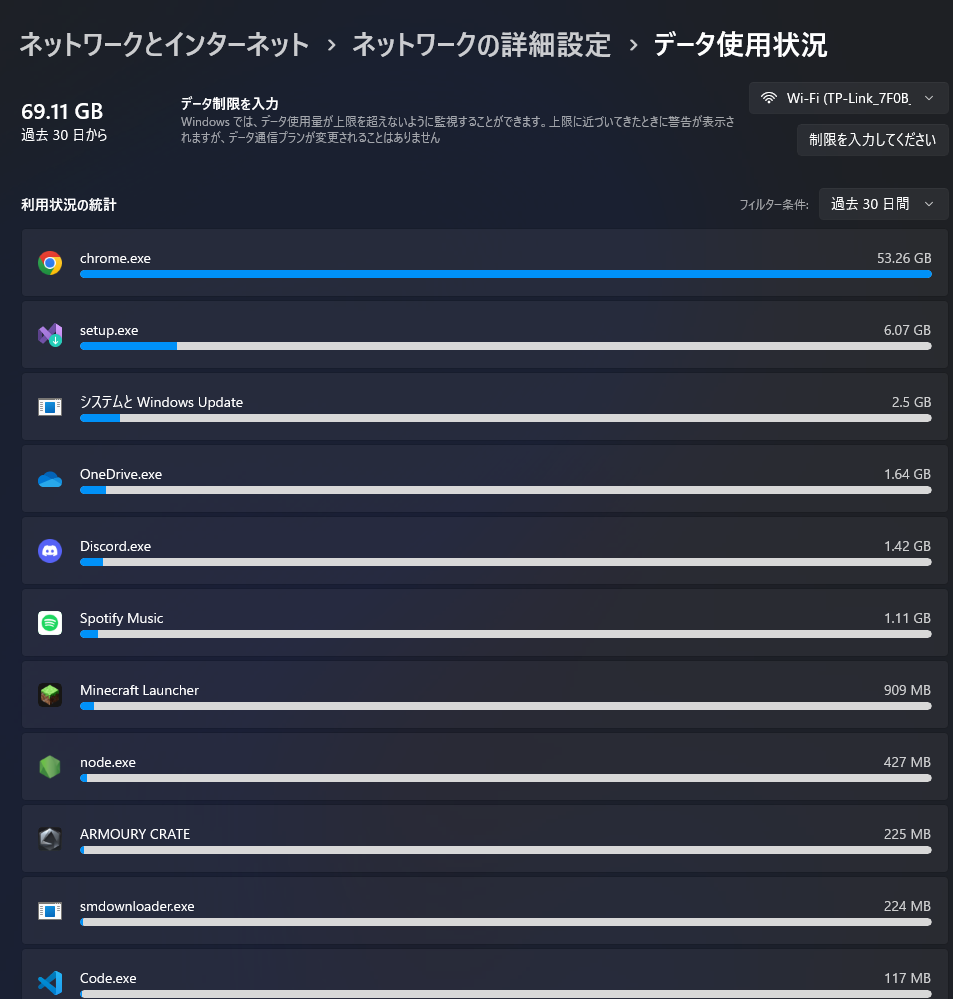 ネットワークとインターネット › ネットワークの詳細設定 › データ使用状況
69.11 GB
過去 30 日から
データ制限を入力
Windows では、データ使用量が上限を超えないように監視することができます。上限に近づいてきたときに警告が表示さ
れますが、データ通信プランが変更されることはありません
Wi-Fi (TP-Link_7F0B_
制限を入力してください
利用状況の統計
フィルター条件: 過去 30 日間
chrome.exe 53.26 GB
setup.exe 6.07 GB
システムと Windows Update 2.5 GB
OneDrive.exe 1.64 GB
Discord.exe 1.42 GB
Spotify Music 1.11 GB
Minecraft Launcher 909 MB
node.exe 427 MB
ARMOURY CRATE 225 MB
smdownloader.exe 224 MB
Code.exe 117 MB